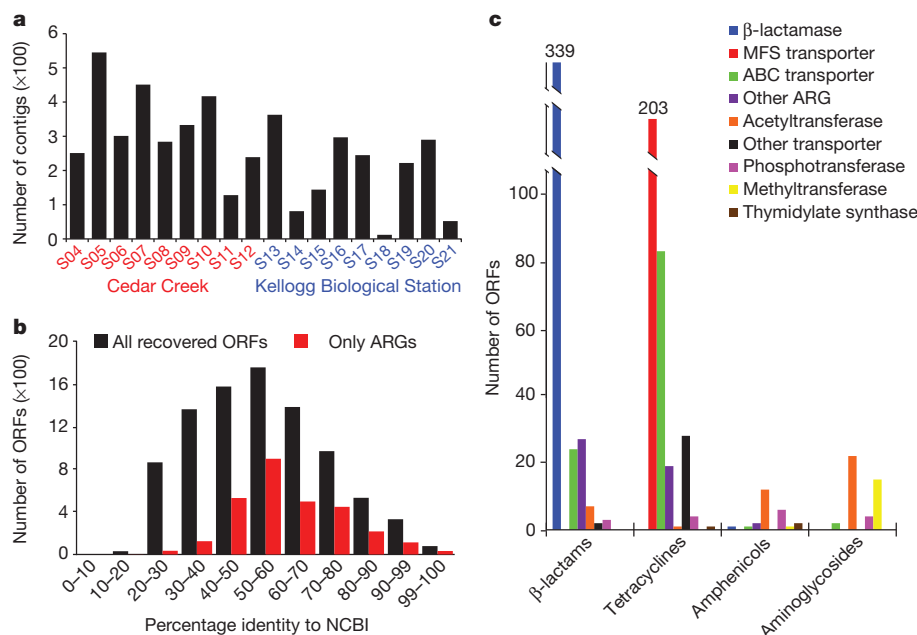 a
Number of contigs (×100)
6
5
4
3
2
1
0
S04
S05
S06
S07
S08
S09
S10
S11
S12
S13
S14
S15
S16
S17
S18
S19
S20
S21
Cedar Creek
Kellogg Biological Station
b
All recovered ORFs
Only ARGs
Number of ORFs (×100)
20
16
12
8
4
0
0–10
10–20
20–30
30–40
40–50
50–60
60–70
70–80
80–90
90–99
99–100
Percentage identity to NCBI
c
β-lactamase
MFS transporter
ABC transporter
Other ARG
Acetyltransferase
Other transporter
Phosphotransferase
Methyltransferase
Thymidylate synthase
339
203
Number of ORFs
100
80
60
40
20
0
β-lactams
Tetracyclines
Amphenicols
Aminoglycosides